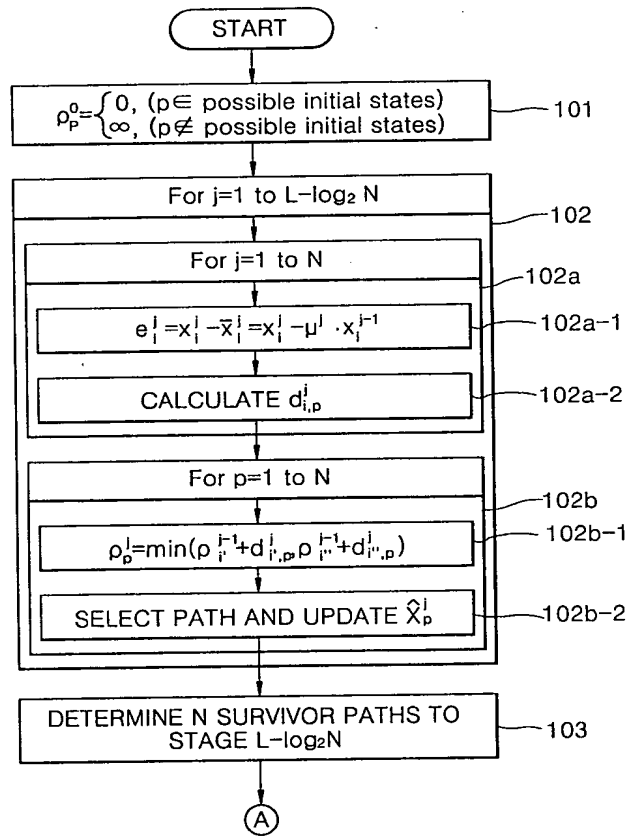 START
ρ_p^0={0, (p∈ possible initial states)
∞, (p∉ possible initial states)
101
For j=1 to L-log₂ N
102
For j=1 to N
102a
e_i^j=x_i^j-x̄_i^j=x_i^j-μ^j ·x_i^{j-1}
102a-1
CALCULATE d_{i,p}^j
102a-2
For p=1 to N
102b
ρ_p^j=min(ρ_{i'}^{j-1}+d_{i',p}^j,ρ_{i''}^{j-1}+d_{i'',p}^j)
102b-1
SELECT PATH AND UPDATE X̂_p^j
102b-2
DETERMINE N SURVIVOR PATHS TO
STAGE L-log₂N
103
A